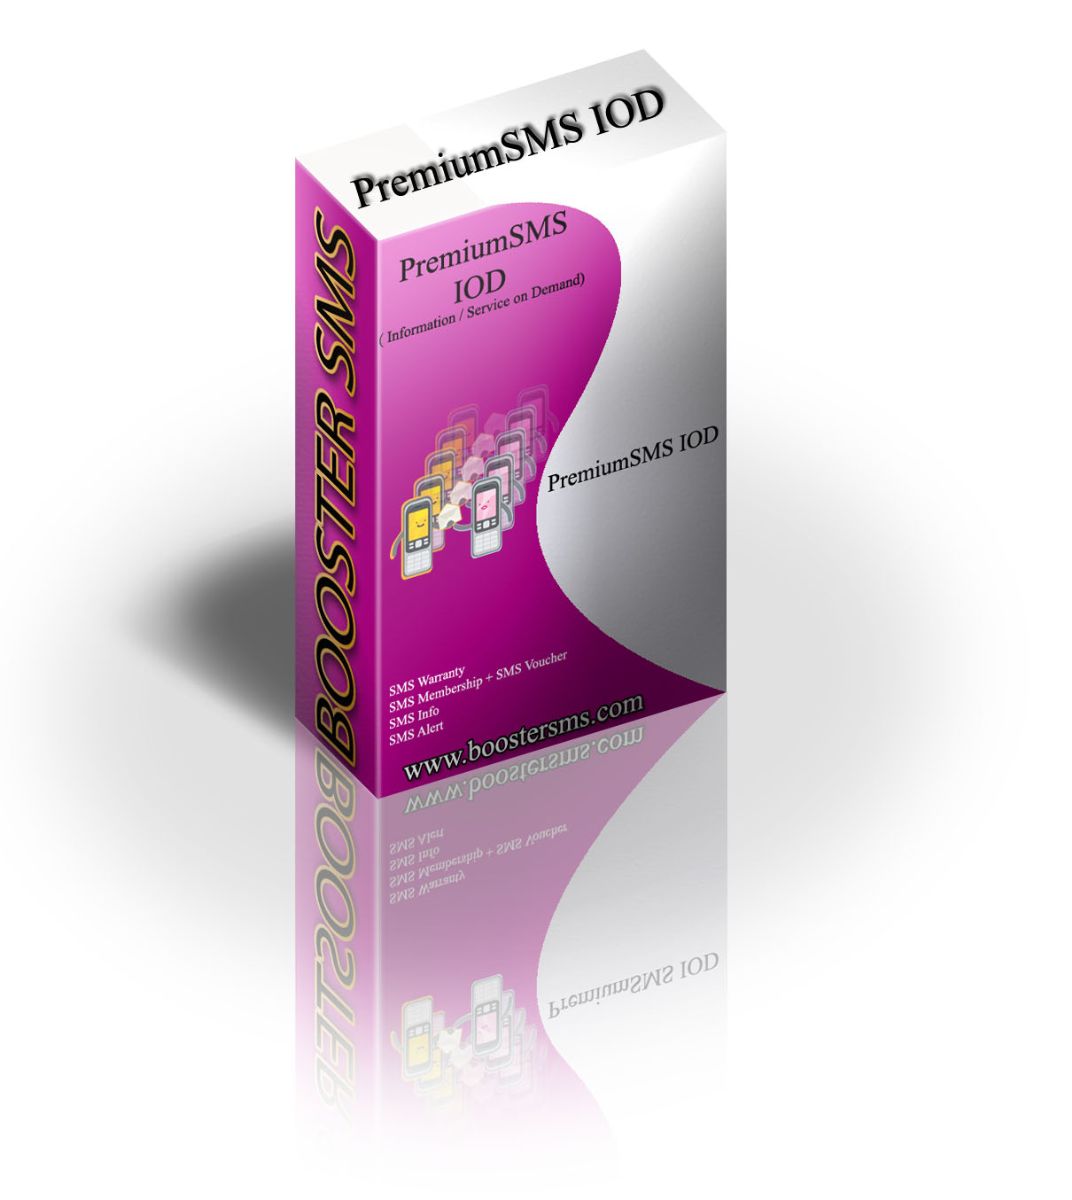 PremiumSMS IOD
BOOSTER SMS
PremiumSMS
IOD
( Information / Service on Demand)
PremiumSMS IOD
SMS Warranty
SMS Membership + SMS Voucher
SMS Info
SMS Alert
www.boostersms.com